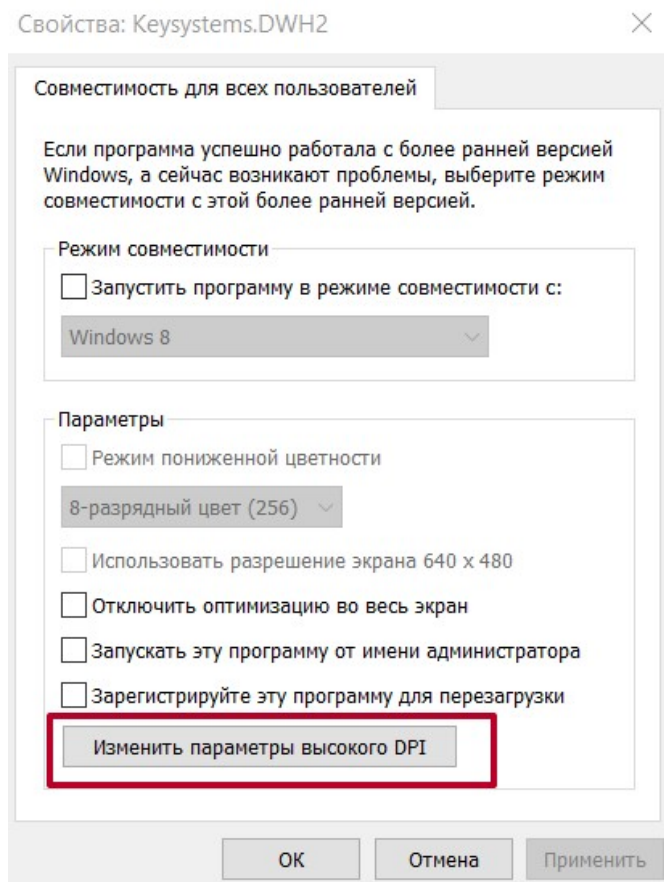 Свойства: Keysystems.DWH2
Совместимость для всех пользователей
Если программа успешно работала с более ранней версией
Windows, а сейчас возникают проблемы, выберите режим
совместимости с этой более ранней версией.
Режим совместимости
Запустить программу в режиме совместимости с:
Windows 8
Параметры
Режим пониженной цветности
8-разрядный цвет (256)
Использовать разрешение экрана 640 x 480
Отключить оптимизацию во весь экран
Запускать эту программу от имени администратора
Зарегистрируйте эту программу для перезагрузки
Изменить параметры высокого DPI
ОК Отмена Применить